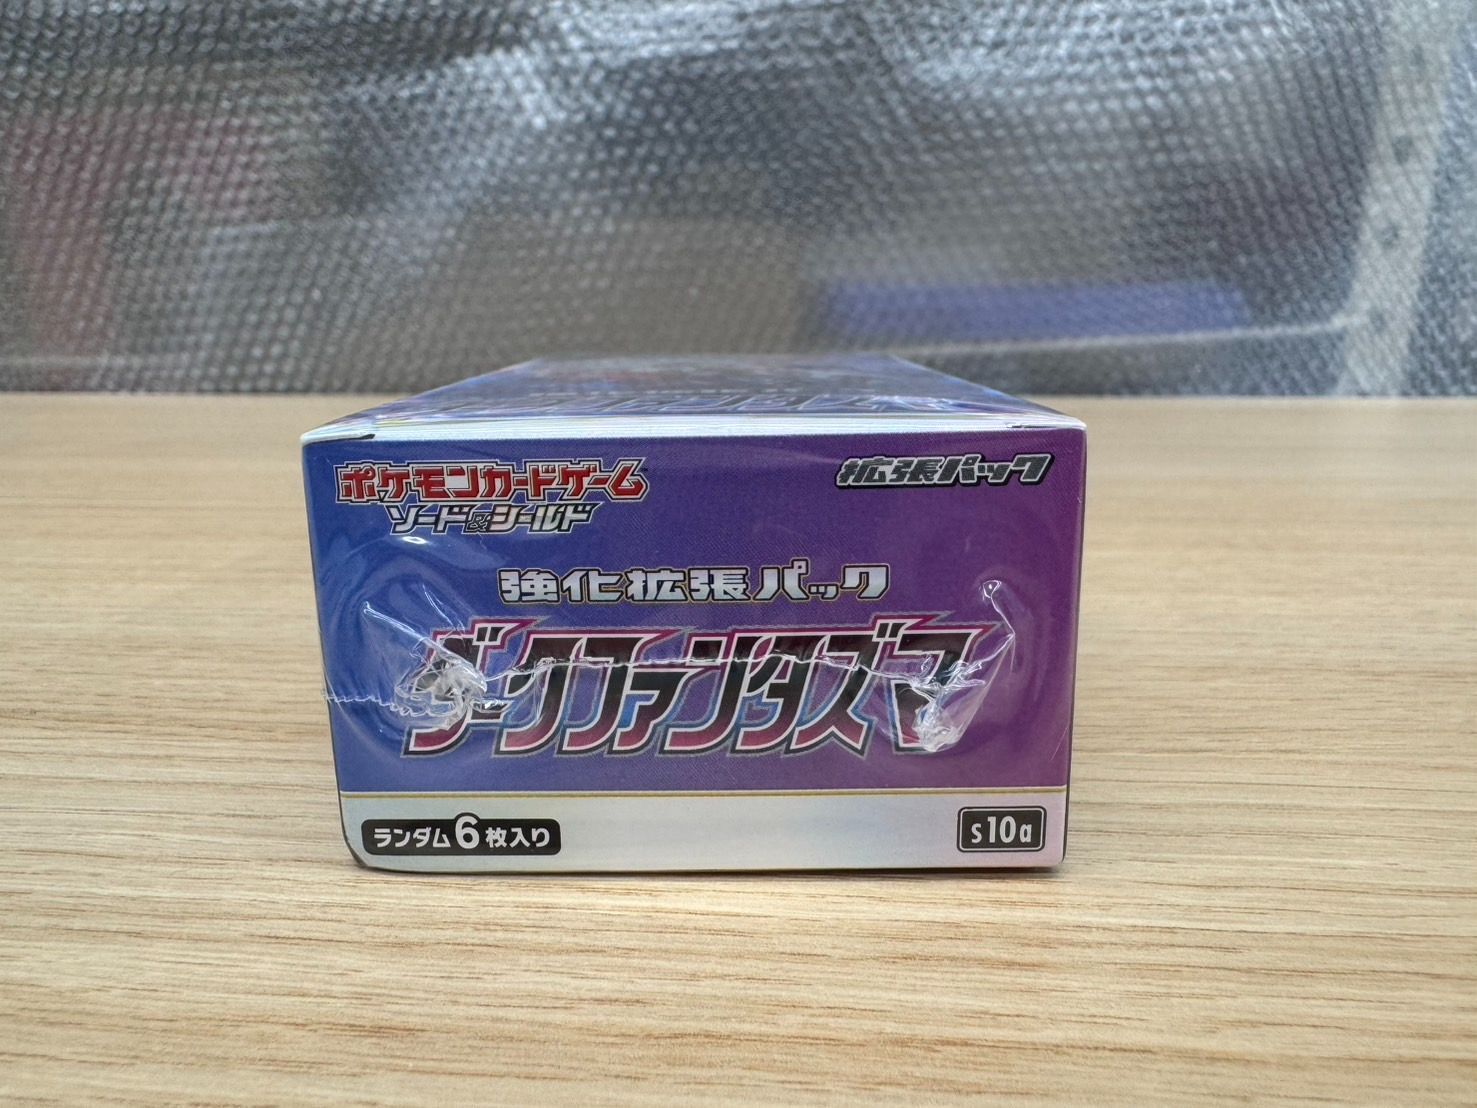 ポケモンカードゲーム
ソード&シールド
拡張パック
強化拡張パック
ダークファンタズマ
ランダム6枚入り
s10a